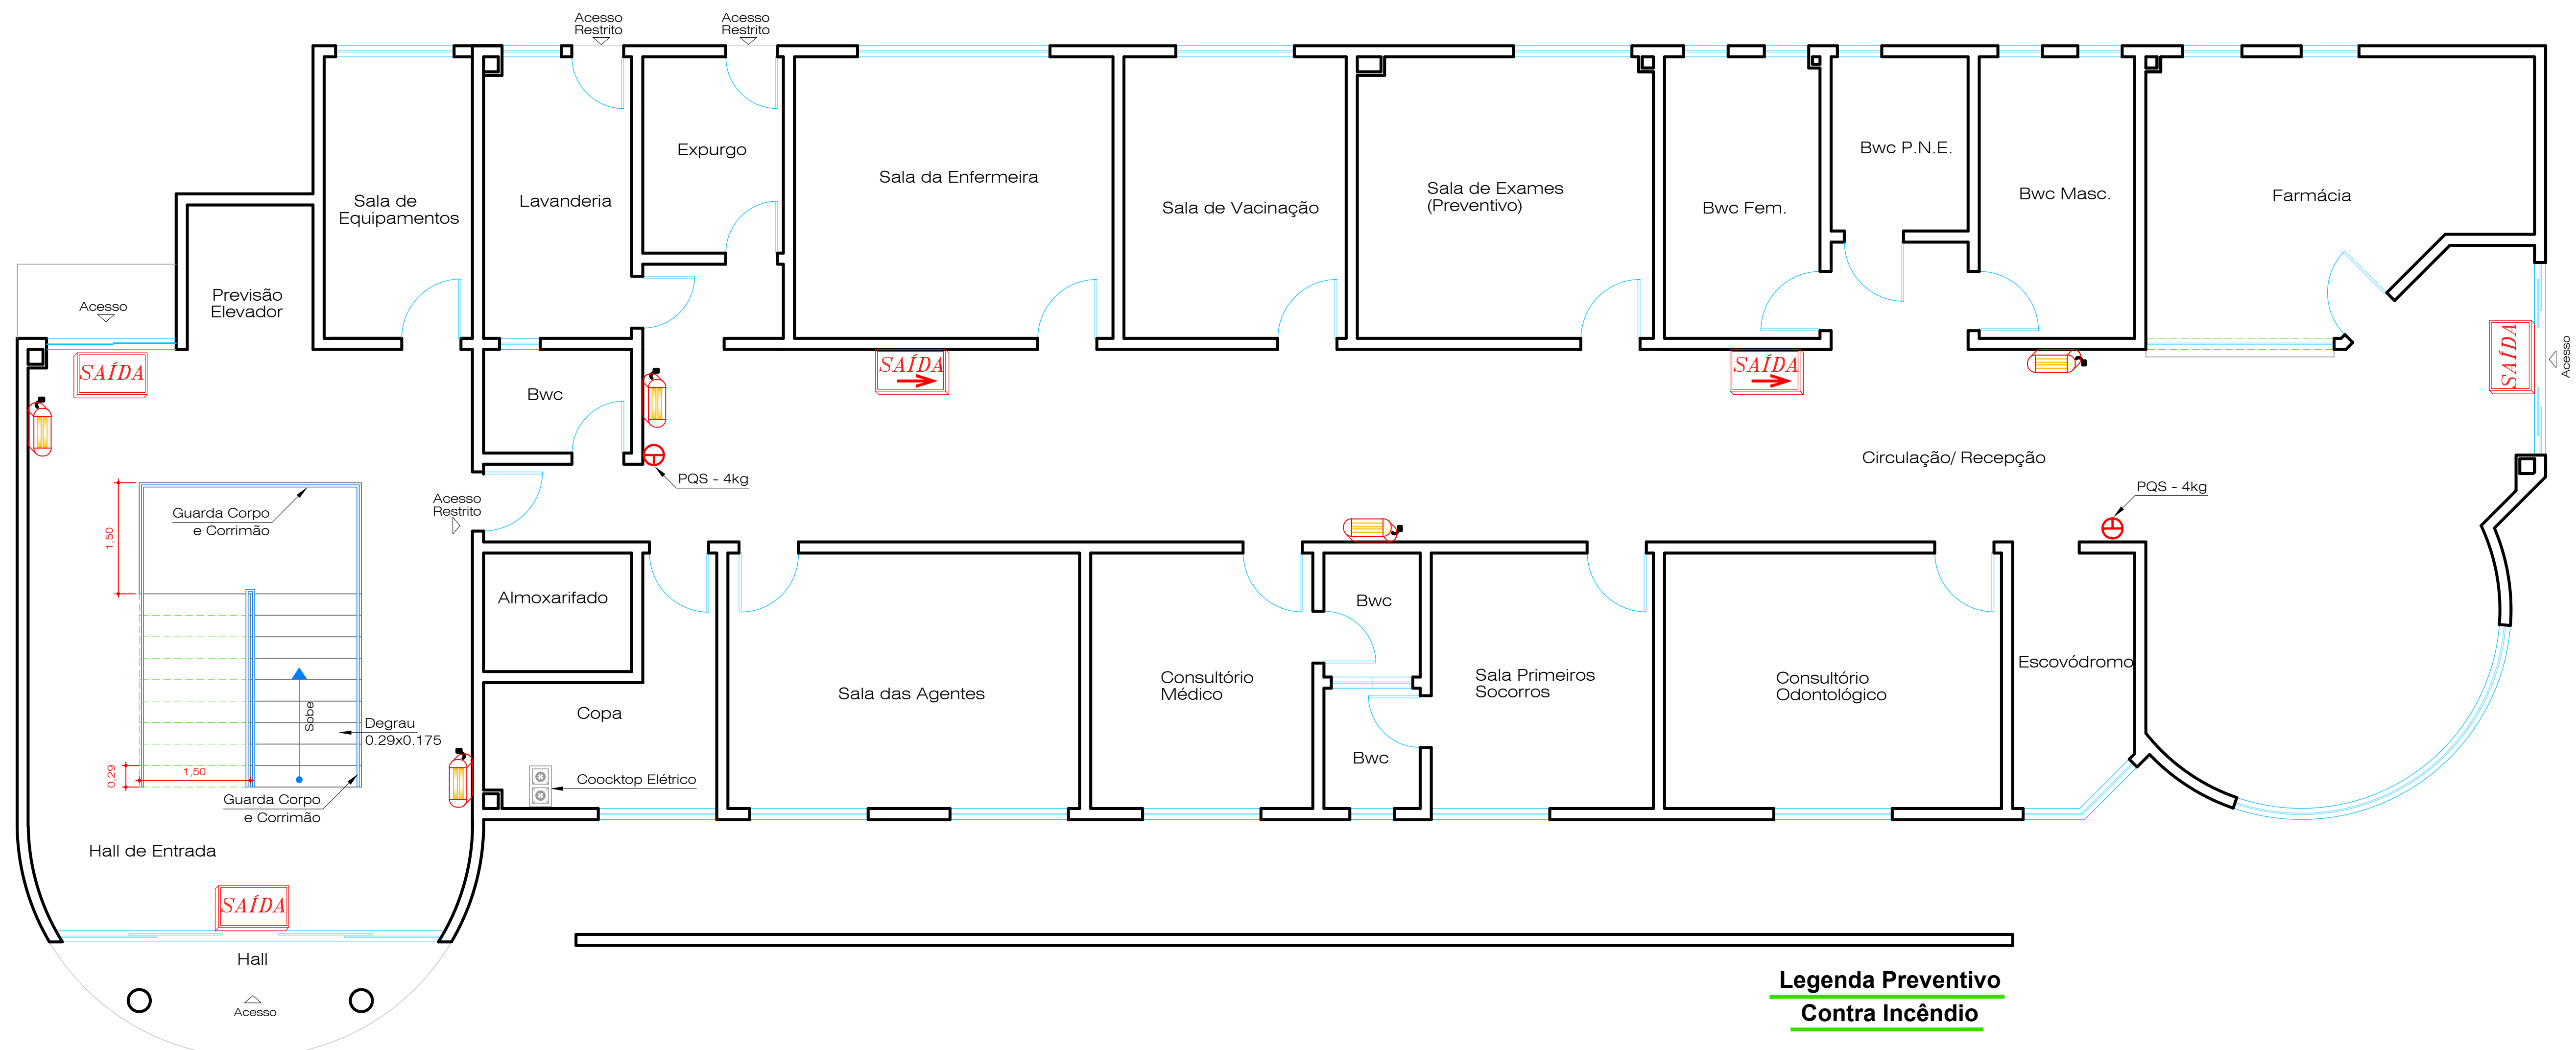 Acesso
Restrito
Acesso
Restrito
Sala de
Equipamentos
Lavanderia
Expurgo
Sala da Enfermeira
Sala de Vacinação
Sala de Exames
(Preventivo)
Bwc Fem.
Bwc P.N.E.
Bwc Masc.
Farmácia
Previsão
Elevador
Acesso
SAÍDA
Bwc
SAÍDA
SAÍDA
SAÍDA
Acesso
Circulação/ Recepção
PQS - 4kg
PQS - 4kg
Acesso
Restrito
Guarda Corpo
e Corrimão
1,50
Almoxarifado
Bwc
Escovódromo
Sala Primeiros
Socorros
Consultório
Médico
Consultório
Odontológico
Sala das Agentes
Copa
Sobe
Degrau
0.29x0.175
Bwc
0,29
1,50
Coocktop Elétrico
Guarda Corpo
e Corrimão
Hall de Entrada
SAÍDA
Hall
Acesso
Legenda Preventivo
Contra Incêndio